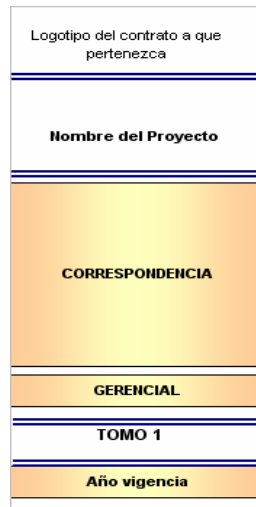 Logotipo del contrato a que
pertenezca
Nombre del Proyecto
CORRESPONDENCIA
GERENCIAL
TOMO 1
Año vigencia